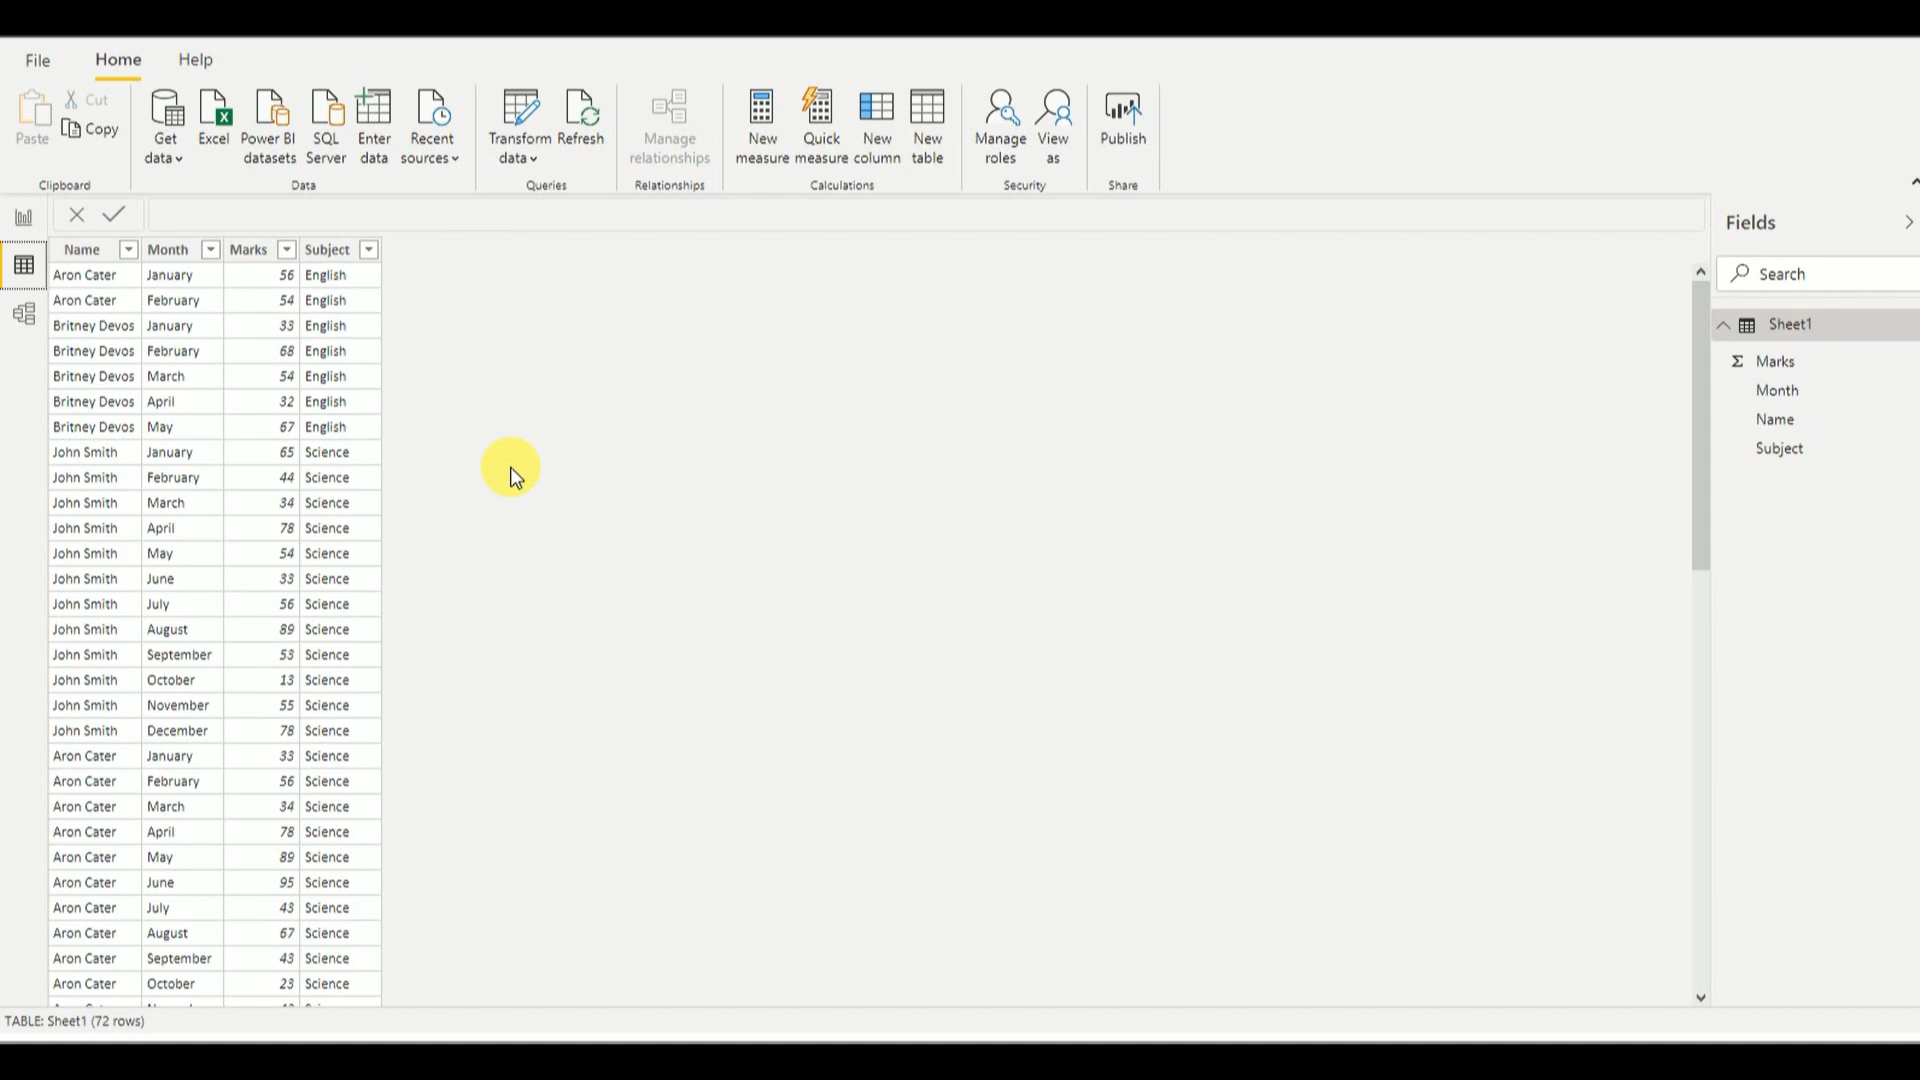 File Home Help
Paste Cut Copy
Get data Excel Power BI datasets SQL Server Enter data Recent sources Transform data Refresh Manage relationships New measure Quick measure New column New table Manage roles View as Publish
Clipboard Data Queries Relationships Calculations Security Share
Fields
Search
Sheet1
Marks
Month
Name
Subject
Name Month Marks Subject
Aron Cater January 56 English
Aron Cater February 54 English
Britney Devos January 33 English
Britney Devos February 68 English
Britney Devos March 54 English
Britney Devos April 32 English
Britney Devos May 67 English
John Smith January 65 Science
John Smith February 44 Science
John Smith March 34 Science
John Smith April 78 Science
John Smith May 54 Science
John Smith June 33 Science
John Smith July 56 Science
John Smith August 89 Science
John Smith September 53 Science
John Smith October 13 Science
John Smith November 55 Science
John Smith December 78 Science
Aron Cater January 33 Science
Aron Cater February 56 Science
Aron Cater March 34 Science
Aron Cater April 78 Science
Aron Cater May 89 Science
Aron Cater June 95 Science
Aron Cater July 43 Science
Aron Cater August 67 Science
Aron Cater September 43 Science
Aron Cater October 23 Science
TABLE: Sheet1 (72 rows)